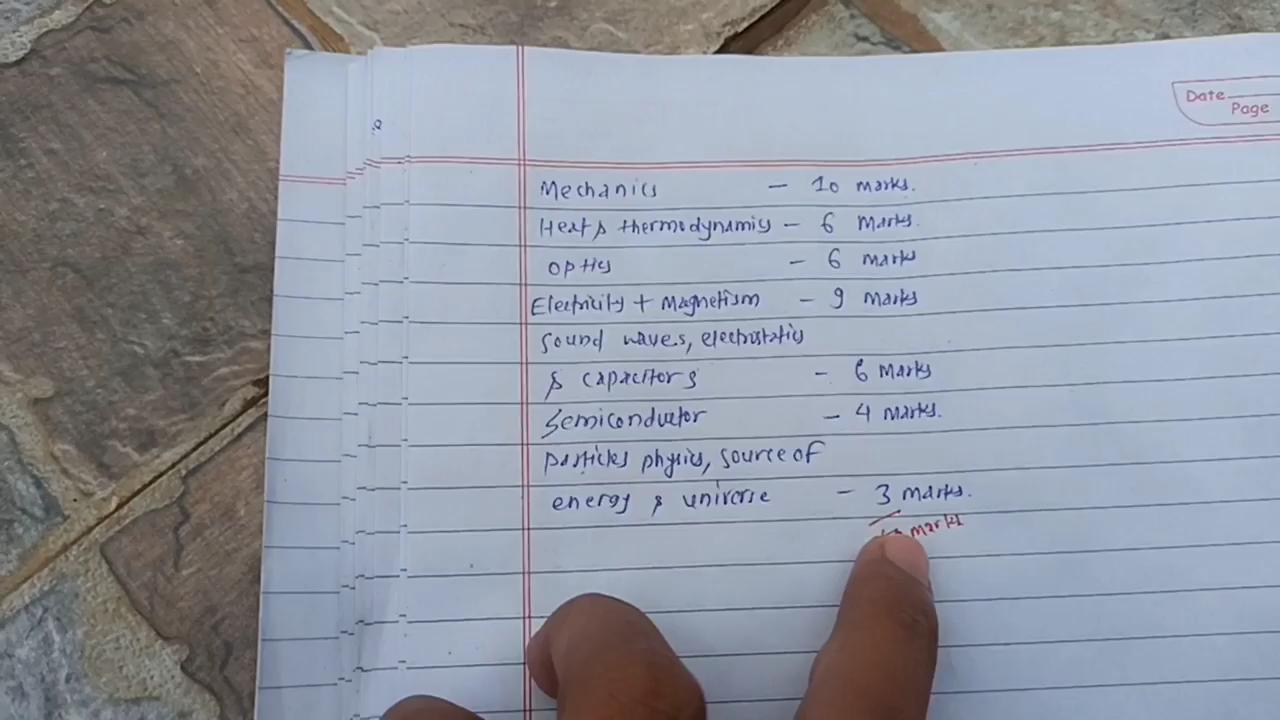 Date
Page
Mechanics - 10 marks.
Heat & thermodynamics - 6 Marks.
optics - 6 mark
Electricity + Magnetism - 9 marks
sound waves, electrostatics
& capacitors - 6 Marks
Semiconductor - 4 marks.
particles physics, source of
energy & universe - 3 marks.
marks